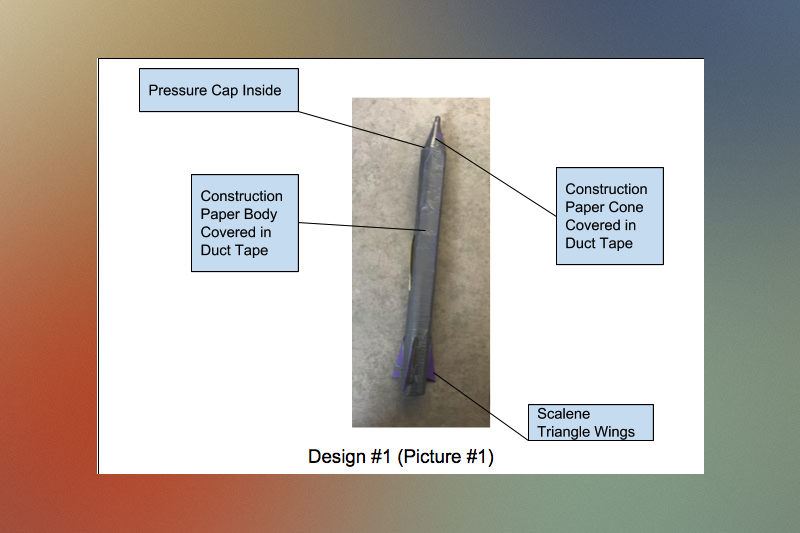 Pressure Cap Inside
Construction
Paper Body
Covered in
Duct Tape
Construction
Paper Cone
Covered in
Duct Tape
Scalene
Triangle Wings
Design #1 (Picture #1)